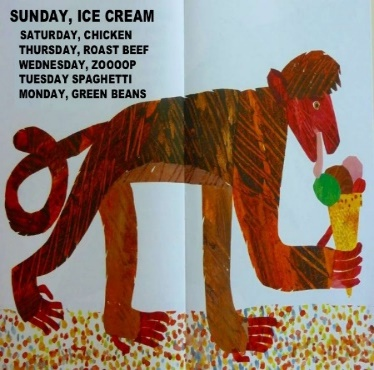 SUNDAY, ICE CREAM
SATURDAY, CHICKEN
THURSDAY, ROAST BEEF
WEDNESDAY, ZOOOOP
TUESDAY SPAGHETTI
MONDAY, GREEN BEANS